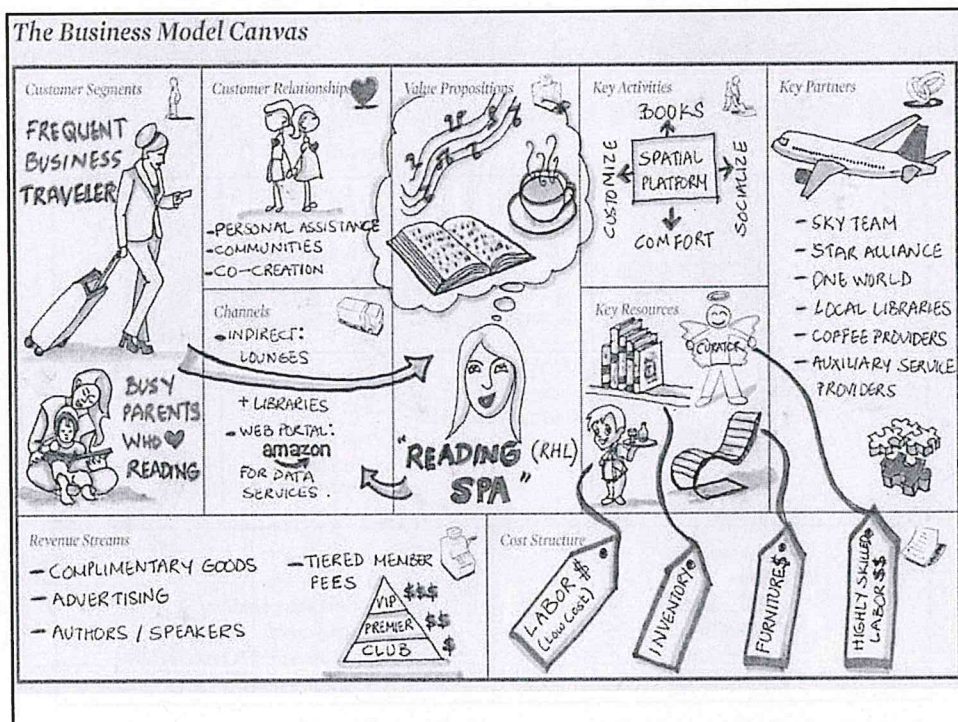 The Business Model Canvas
Customer Segments
FREQUENT
BUSINESS
TRAVELER
BUSY
PARENTS
WHO
READING
Customer Relationships
-PERSONAL ASSISTANCE
-COMMUNITIES
-CO-CREATION
Channels
-INDIRECT:
LOUNGES
+ LIBRARIES
-WEB PORTAL:
amazon
FOR DATA
SERVICES.
Value Propositions
"READING (RHL)
SPA"
Key Activities
BOOKS
CUSTOMIZE
SPATIAL
PLATFORM
SOCIALIZE
COMFORT
Key Resources
CURATOR
Key Partners
-SKY TEAM
-STAR ALLIANCE
-ONE WORLD
-LOCAL LIBRARIES
-COFFEE PROVIDERS
-AUXILIARY SERVICE
PROVIDERS
Revenue Streams
-COMPLIMENTARY GOODS
-ADVERTISING
-AUTHORS / SPEAKERS
-TIERED MEMBER
FEES
VIP $$$
PREMIER $$
CLUB $
Cost Structure
LABOR $
(LOW COST)
INVENTORY
FURNITURE $
HIGHLY SKILLED
LABOR $$